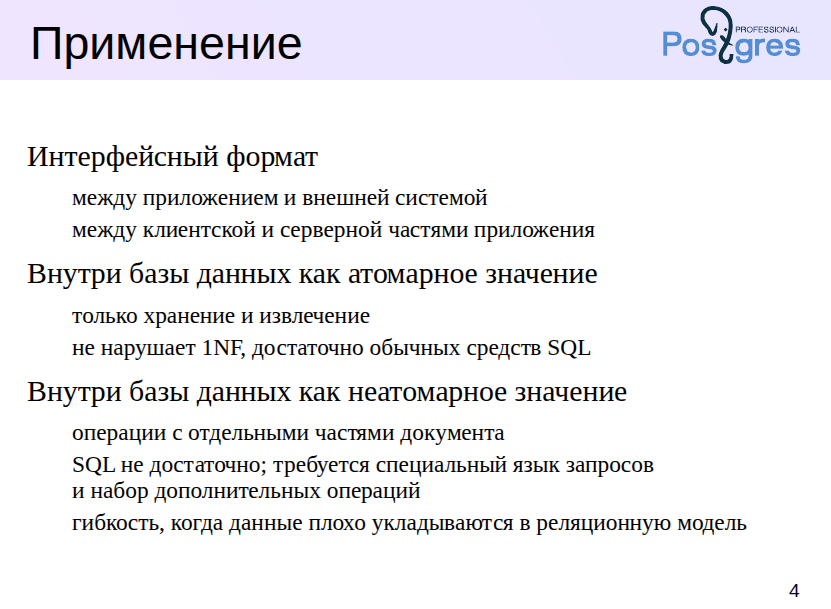 Применение
PROFESSIONAL
Postgres
Интерфейсный формат
между приложением и внешней системой
между клиентской и серверной частями приложения
Внутри базы данных как атомарное значение
только хранение и извлечение
не нарушает 1NF, достаточно обычных средств SQL
Внутри базы данных как неатомарное значение
операции с отдельными частями документа
SQL не достаточно; требуется специальный язык запросов
и набор дополнительных операций
гибкость, когда данные плохо укладываются в реляционную модель
4